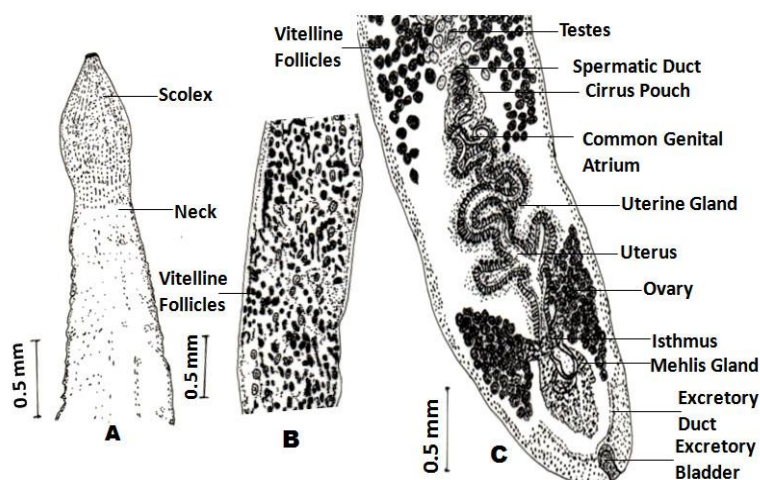 Scolex
Neck
0.5 mm
A
Vitelline
Follicles
0.5 mm
B
Vitelline
Follicles
Testes
Spermatic Duct
Cirrus Pouch
Common Genital
Atrium
Uterine Gland
Uterus
Ovary
Isthmus
Mehlis Gland
Excretory
Duct
Excretory
Bladder
0.5 mm
C